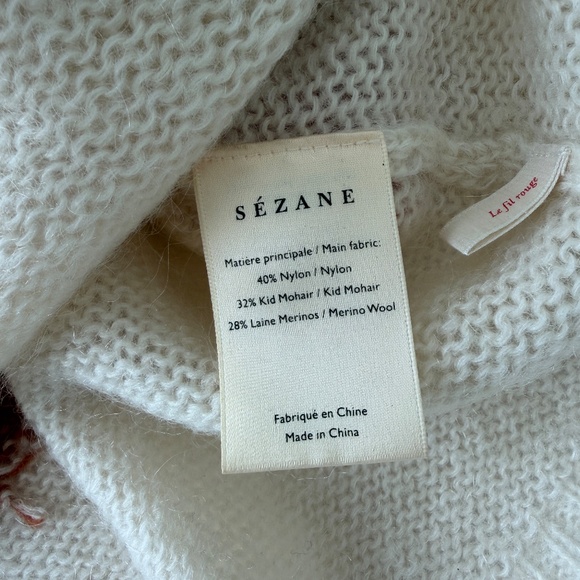 SÉZANE
Matière principale / Main fabric:
40% Nylon / Nylon
32% Kid Mohair / Kid Mohair
28% Laine Merinos / Merino Wool
Fabriqué en Chine
Made in China
Le fil rouge